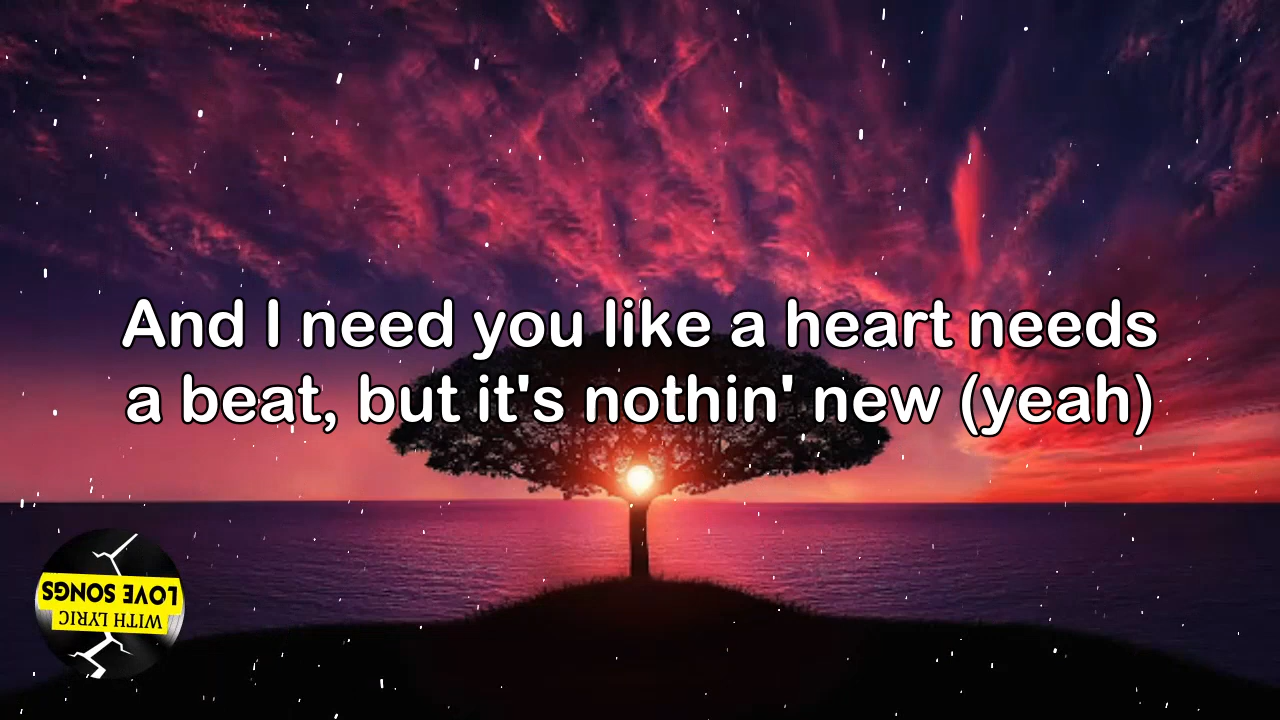 And I need you like a heart needs
a beat, but it's nothin' new (yeah)
LOVE SONGS
WITH LYRIC